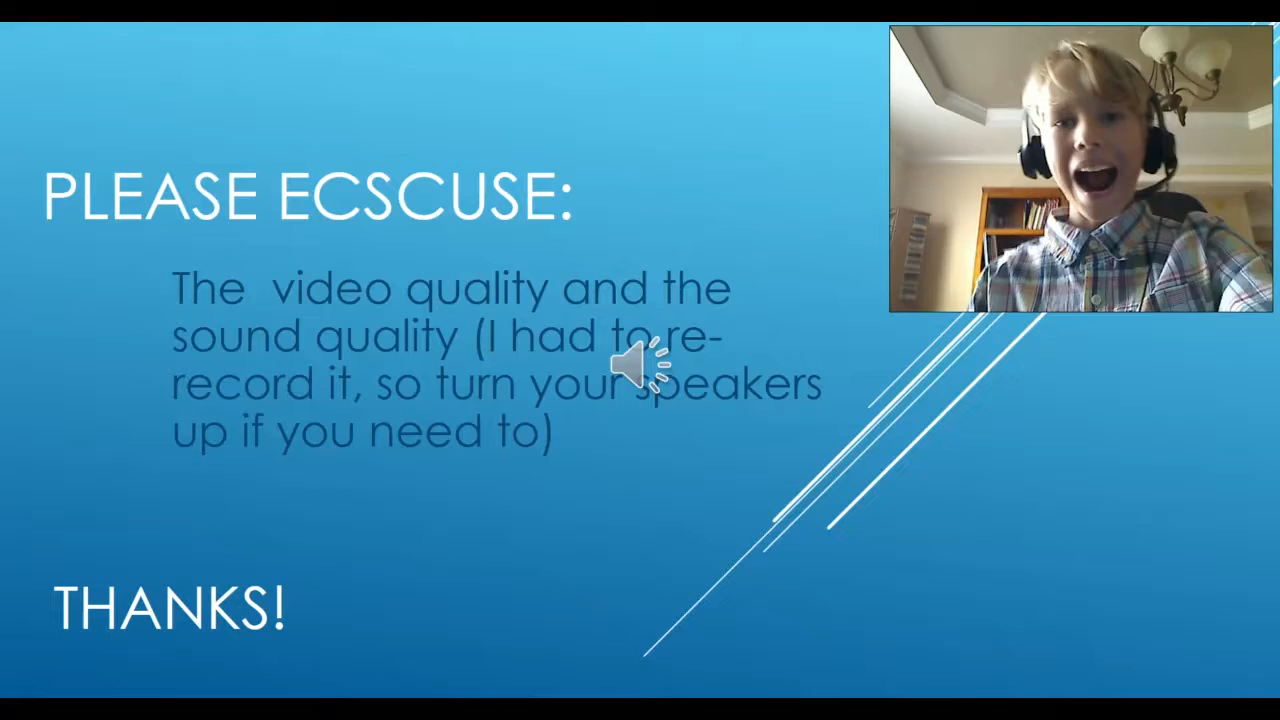 PLEASE ECSCUSE:
The  video quality and the
sound quality (I had to re-
record it, so turn your speakers
up if you need to)
THANKS!